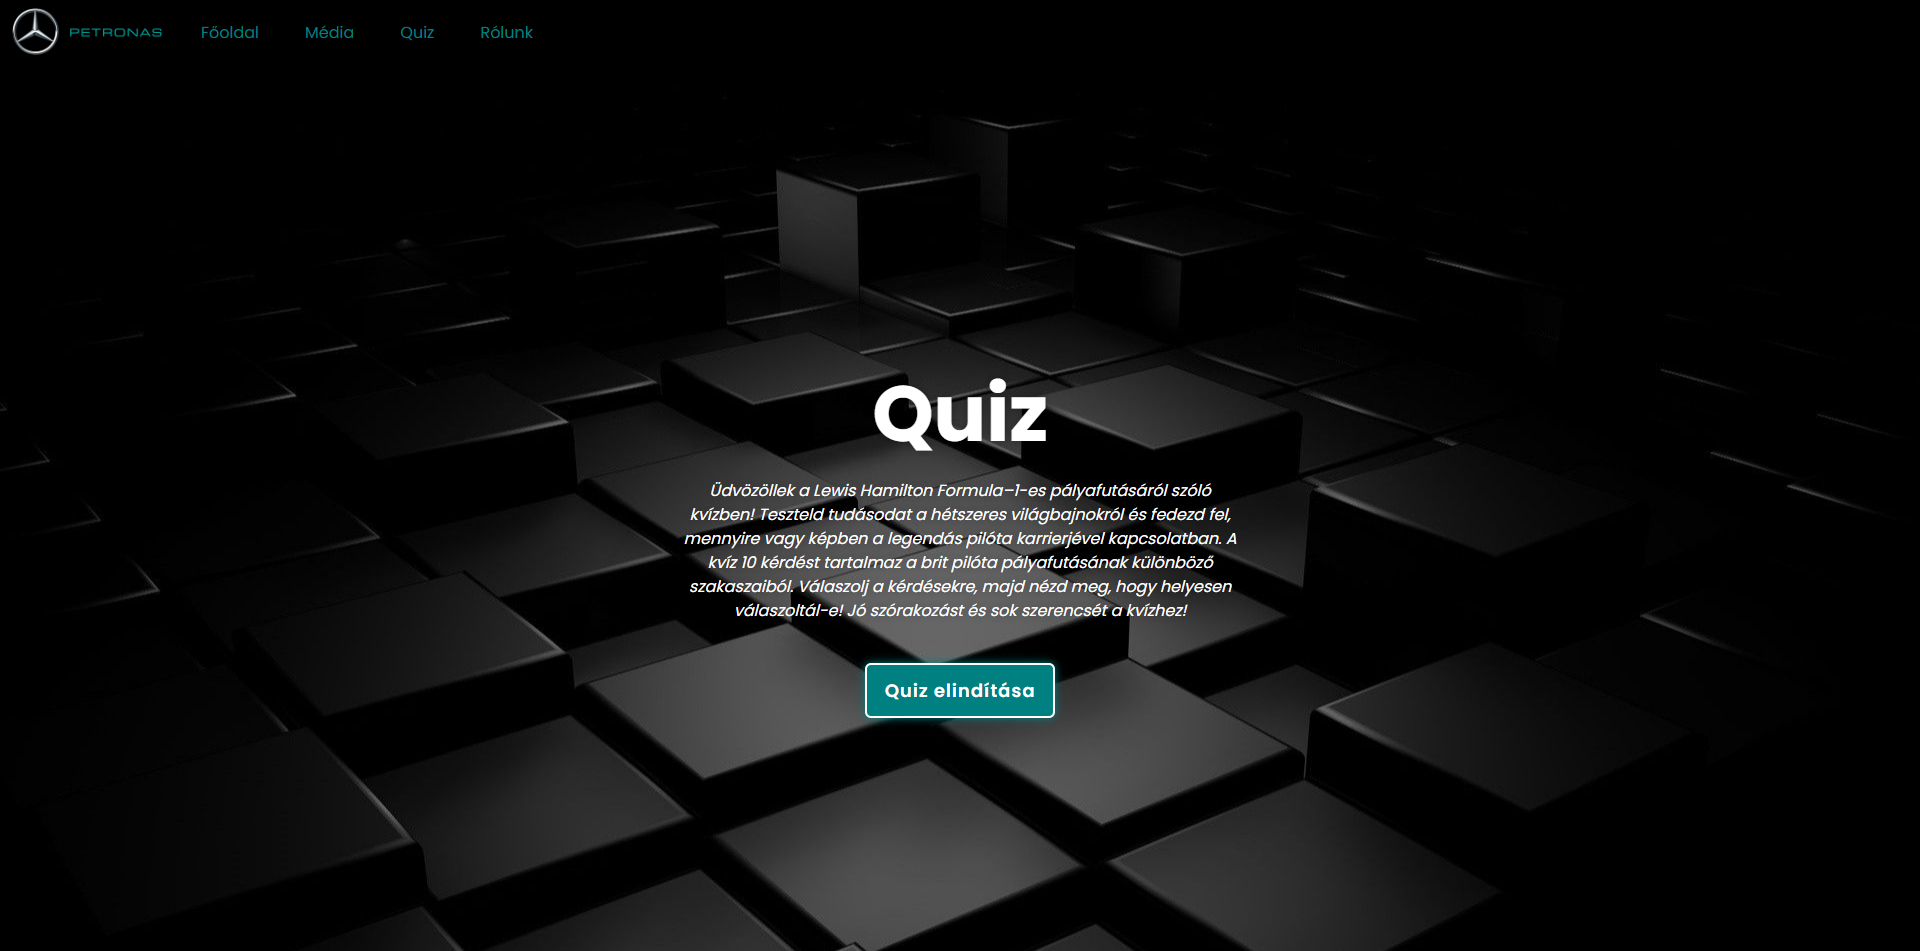 PETRONAS Főoldal Média Quiz Rólunk
Quiz
Üdvözöllek a Lewis Hamilton Formula–1-es pályafutásáról szóló
kvízben! Teszteld tudásodat a hétszeres világbajnokról és fedezd fel,
mennyire vagy képben a legendás pilóta karrierjével kapcsolatban. A
kvíz 10 kérdést tartalmaz a brit pilóta pályafutásának különböző
szakaszaiból. Válaszolj a kérdésekre, majd nézd meg, hogy helyesen
válaszoltál-e! Jó szórakozást és sok szerencsét a kvízhez!
Quiz elindítása